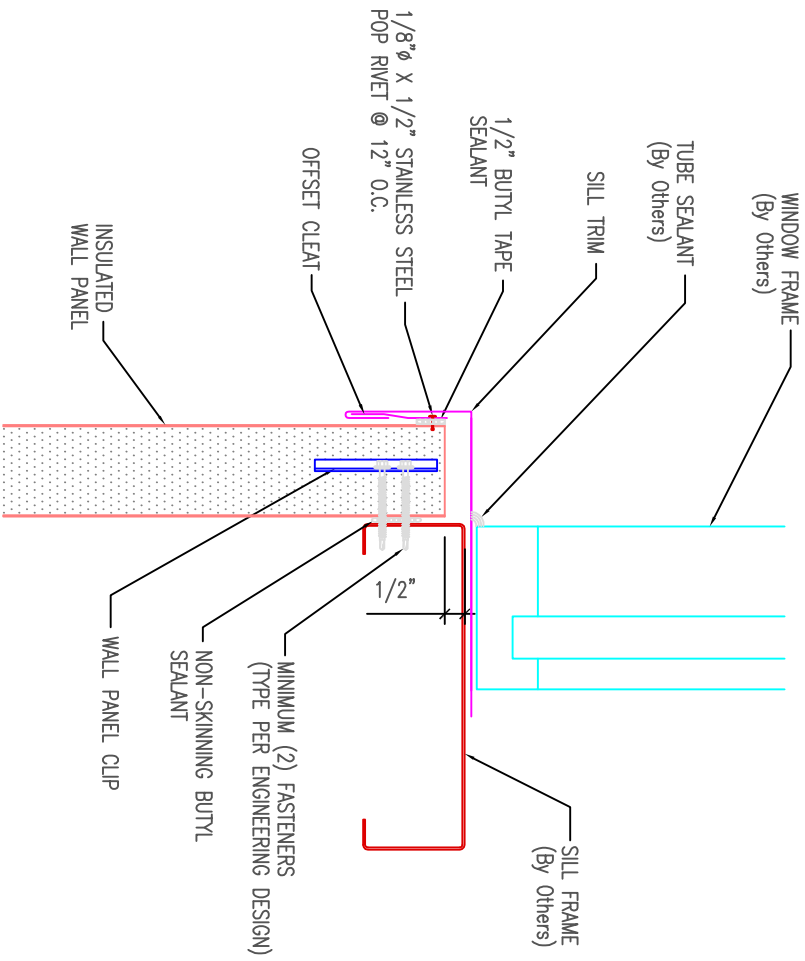 WINDOW FRAME
(By Others)
TUBE SEALANT
(By Others)
SILL TRIM
1/2" BUTYL TAPE
SEALANT
1/8"ø X 1/2" STAINLESS STEEL
POP RIVET @ 12" O.C.
OFFSET CLEAT
INSULATED
WALL PANEL
1/2"
SILL FRAME
(By Others)
MINIMUM (2) FASTENERS
(TYPE PER ENGINEERING DESIGN)
NON-SKINNING BUTYL
SEALANT
WALL PANEL CLIP